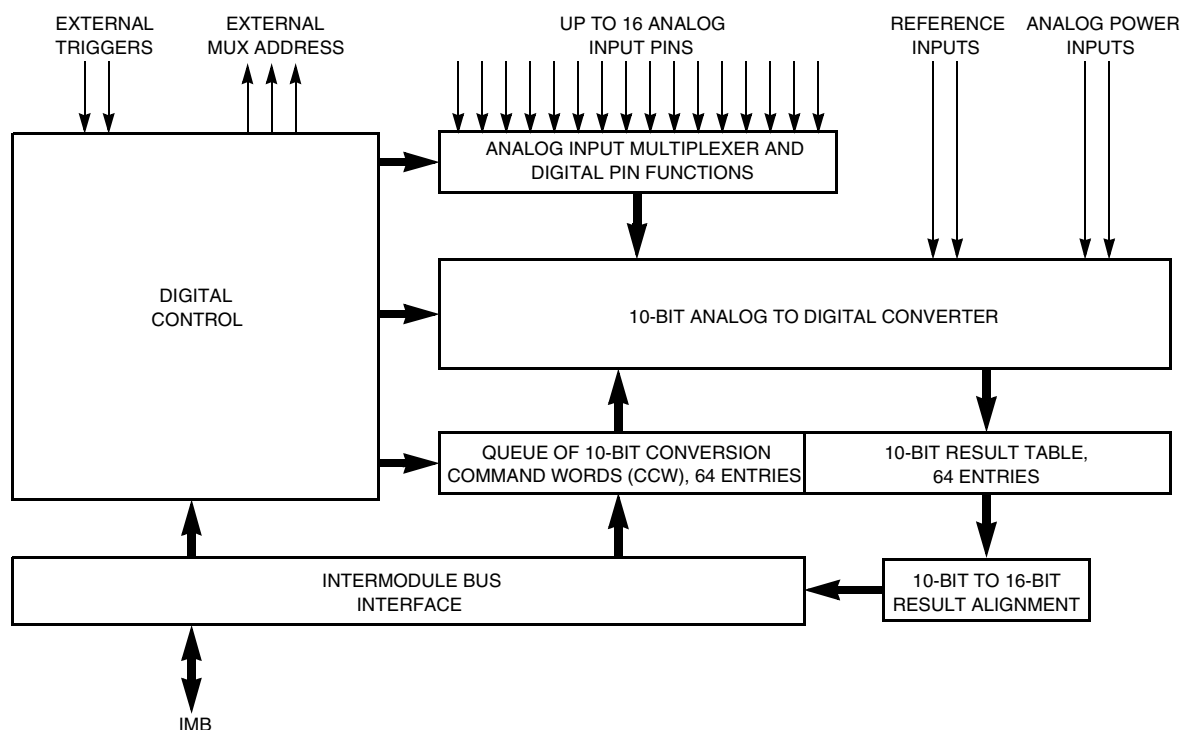 EXTERNAL
TRIGGERS
EXTERNAL
MUX ADDRESS
UP TO 16 ANALOG
INPUT PINS
REFERENCE
INPUTS
ANALOG POWER
INPUTS
ANALOG INPUT MULTIPLEXER AND
DIGITAL PIN FUNCTIONS
DIGITAL
CONTROL
10-BIT ANALOG TO DIGITAL CONVERTER
QUEUE OF 10-BIT CONVERSION
COMMAND WORDS (CCW), 64 ENTRIES
10-BIT RESULT TABLE,
64 ENTRIES
INTERMODULE BUS
INTERFACE
10-BIT TO 16-BIT
RESULT ALIGNMENT
IMB